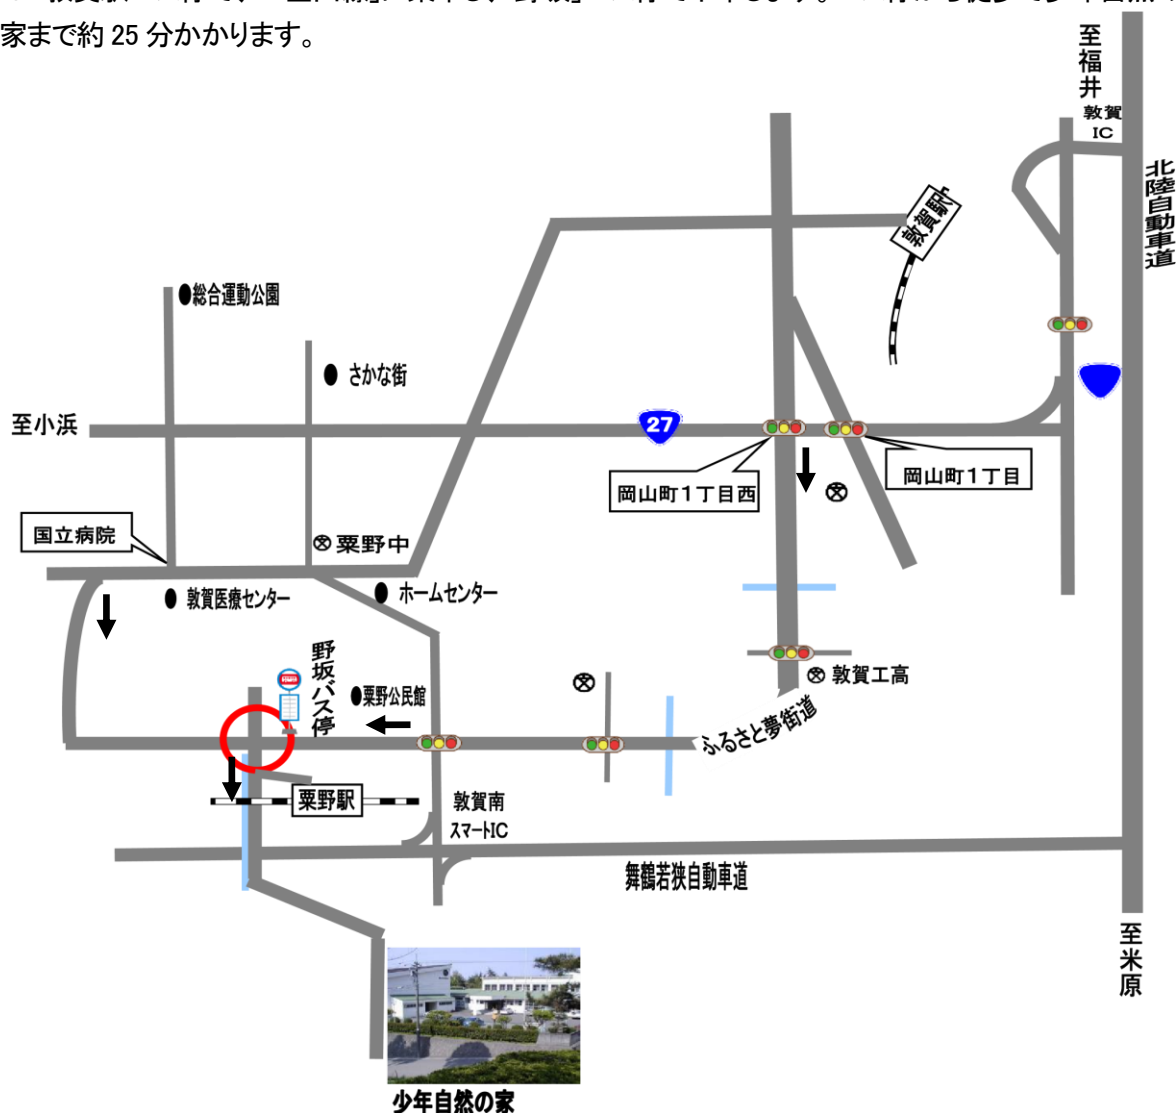 家まで約 25 分かかります。
至福井
敦賀
IC
北陸自動車道
敦賀駅
●総合運動公園
● さかな街
至小浜
27
岡山町1丁目西
岡山町1丁目
国立病院
粟野中
● 敦賀医療センター
● ホームセンター
野坂バス停
●粟野公民館
敦賀工高
ふるさと夢街道
粟野駅
敦賀南
スマートIC
舞鶴若狭自動車道
至米原
少年自然の家